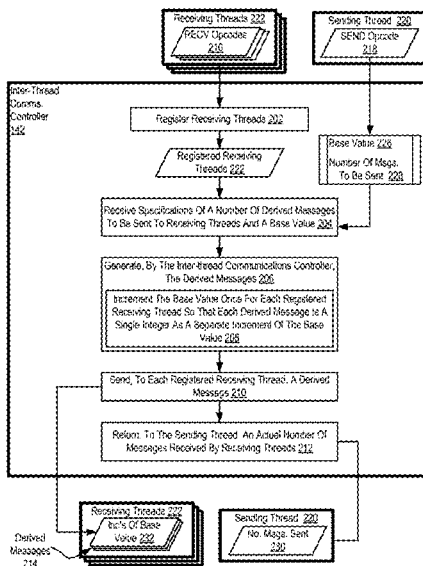 Receiving Threads 222
RECV Opcodes
216
Sending Thread 220
SEND Opcode
218
Inter-Thread
Comms.
Controller
142
Register Receiving Threads 202
Registered Receiving
Threads 222
Base Value 226
Number Of Msgs.
To Be Sent 228
Receive Specifications Of A Number Of Derived Messages
To Be Sent To Receiving Threads And A Base Value 204
Generate, By The Inter-thread Communications Controller,
The Derived Messages 206
Increment The Base Value Once For Each Registered
Receiving Thread So That Each Derived Message Is A
Single Integer As A Separate Increment Of The Base
Value 208
Send, To Each Registered Receiving Thread, A Derived
Message 210
Return, To The Sending Thread, An Actual Number Of
Messages Received By Receiving Threads 212
Receiving Threads 222
Inc's Of Base
Value 232
Sending Thread 220
No. Msgs. Sent
230
Derived
Messages
214